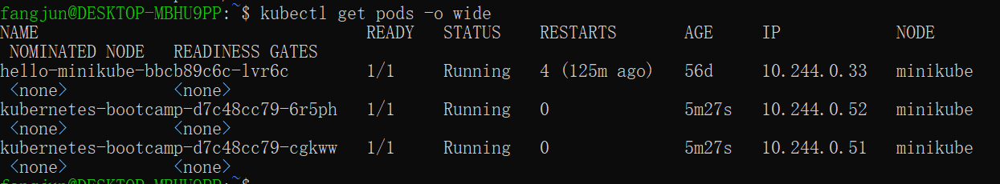 fangjun@DESKTOP-MBHU9PP:~$ kubectl get pods -o wide
NAME                                  READY   STATUS    RESTARTS       AGE     IP            NODE
 NOMINATED NODE   READINESS GATES
hello-minikube-bbcb89c6c-lvr6c        1/1     Running   4 (125m ago)   56d     10.244.0.33   minikube
 <none>           <none>
kubernetes-bootcamp-d7c48cc79-6r5ph   1/1     Running   0              5m27s   10.244.0.52   minikube
 <none>           <none>
kubernetes-bootcamp-d7c48cc79-cgkww   1/1     Running   0              5m27s   10.244.0.51   minikube
 <none>           <none>
fangjun@DESKTOP-MBHU9PP:~$